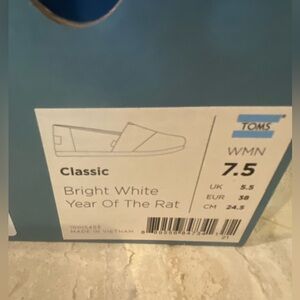 TOMS
WMN
7.5
UK 5.5
EUR 38
CM 24.5
Classic
Bright White
Year Of The Rat
MADE IN VIETNAM
21